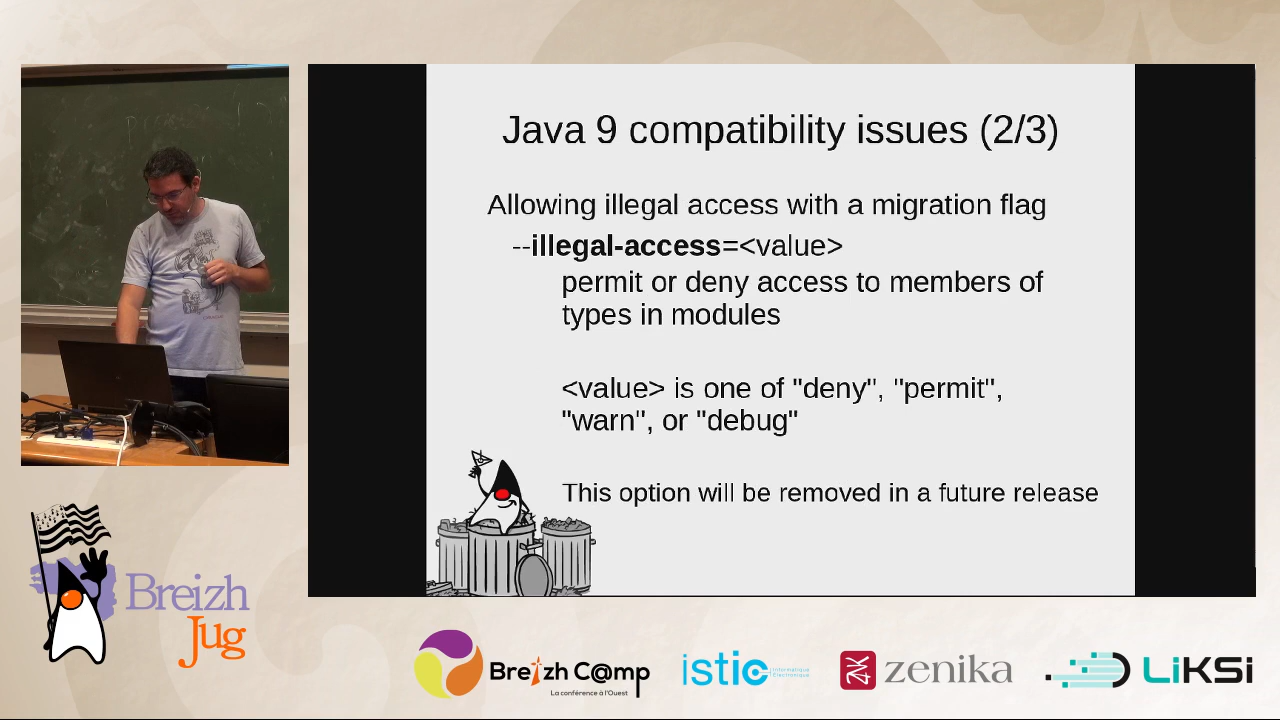 Java 9 compatibility issues (2/3)
Allowing illegal access with a migration flag
--illegal-access=<value>
permit or deny access to members of
types in modules
<value> is one of "deny", "permit",
"warn", or "debug"
This option will be removed in a future release
Breizh
Jug
Breizh C@mp
La conférence à l'Ouest
istic
Informatique
Électronique
zenika
LiKSi